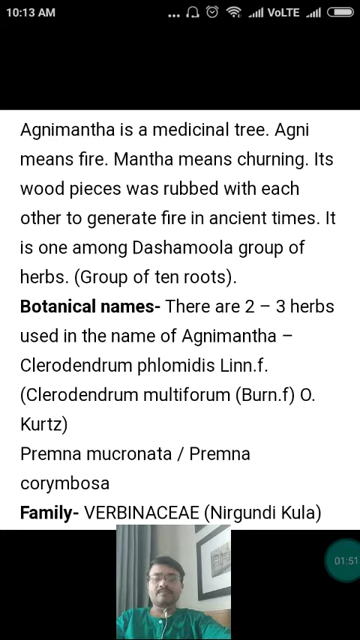 10:13 AM ... VoLTE
Agnimantha is a medicinal tree. Agni
means fire. Mantha means churning. Its
wood pieces was rubbed with each
other to generate fire in ancient times. It
is one among Dashamoola group of
herbs. (Group of ten roots).
Botanical names- There are 2 – 3 herbs
used in the name of Agnimantha –
Clerodendrum phlomidis Linn.f.
(Clerodendrum multiforum (Burn.f) O.
Kurtz)
Premna mucronata / Premna
corymbosa
Family- VERBINACEAE (Nirgundi Kula)
01:51